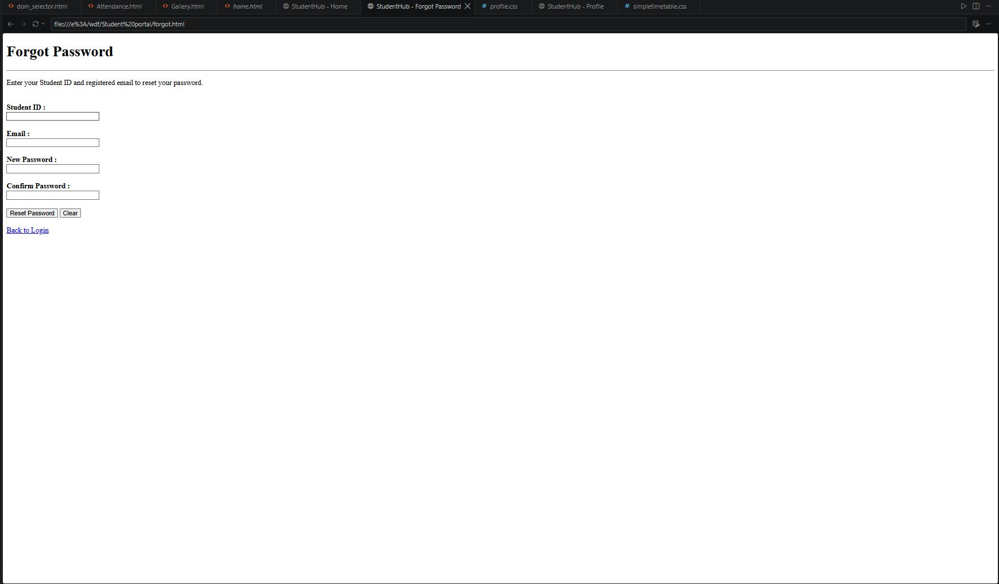 dom_selector.html Attendance.html Gallery.html home.html StudentHub - Home StudentHub - Forgot Password # profile.css StudentHub - Profile # simpletimetable.css
file:///e%3A/wdf/Student%20portal/forgot.html
Forgot Password
Enter your Student ID and registered email to reset your password.
Student ID :
Email :
New Password :
Confirm Password :
Reset Password Clear
Back to Login